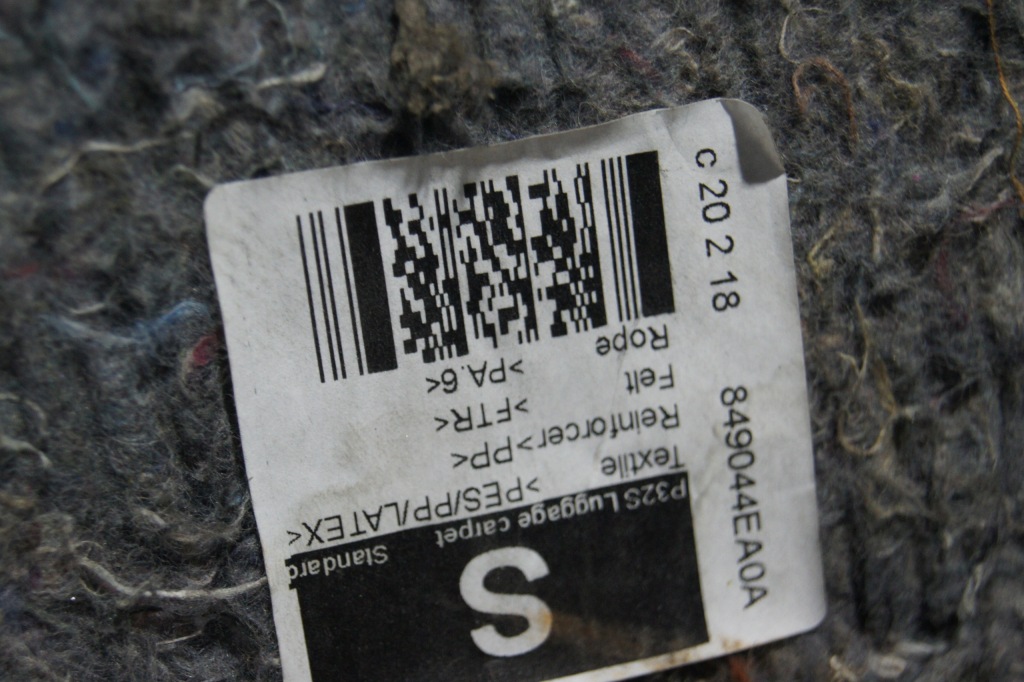 S
P32S Luggage carpet Standard
Textile >PES/PP/LATEX<
Reinforcer >PP<
Felt >FTR<
Rope >PA.6<
C 20 2 18 849044EA0A